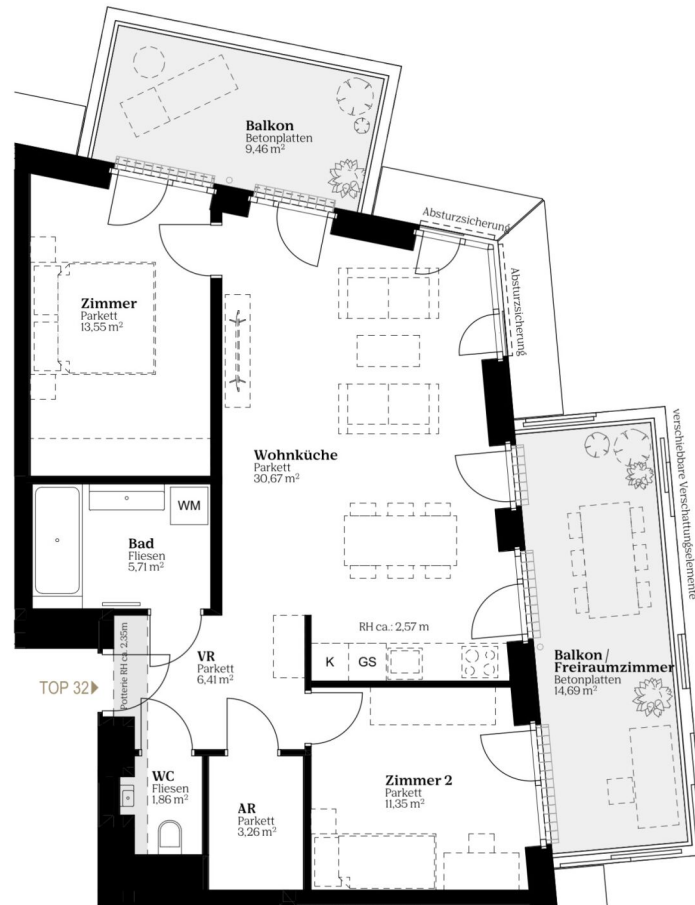 Balkon
Betonplatten
9,46 m²
Absturzsicherung
Absturzsicherung
Zimmer
Parkett
13,55 m²
verschiebbare Verschattungselemente
Wohnküche
Parkett
30,67 m²
WM
Bad
Fliesen
5,71 m²
RH ca.: 2,57 m
K
GS
Potterie RH ca. 2.35m
VR
Parkett
6,41 m²
Balkon/
Freiraumzimmer
Betonplatten
14,69 m²
TOP 32
WC
Fliesen
1,86 m²
AR
Parkett
3,26 m²
Zimmer 2
Parkett
11,35 m²